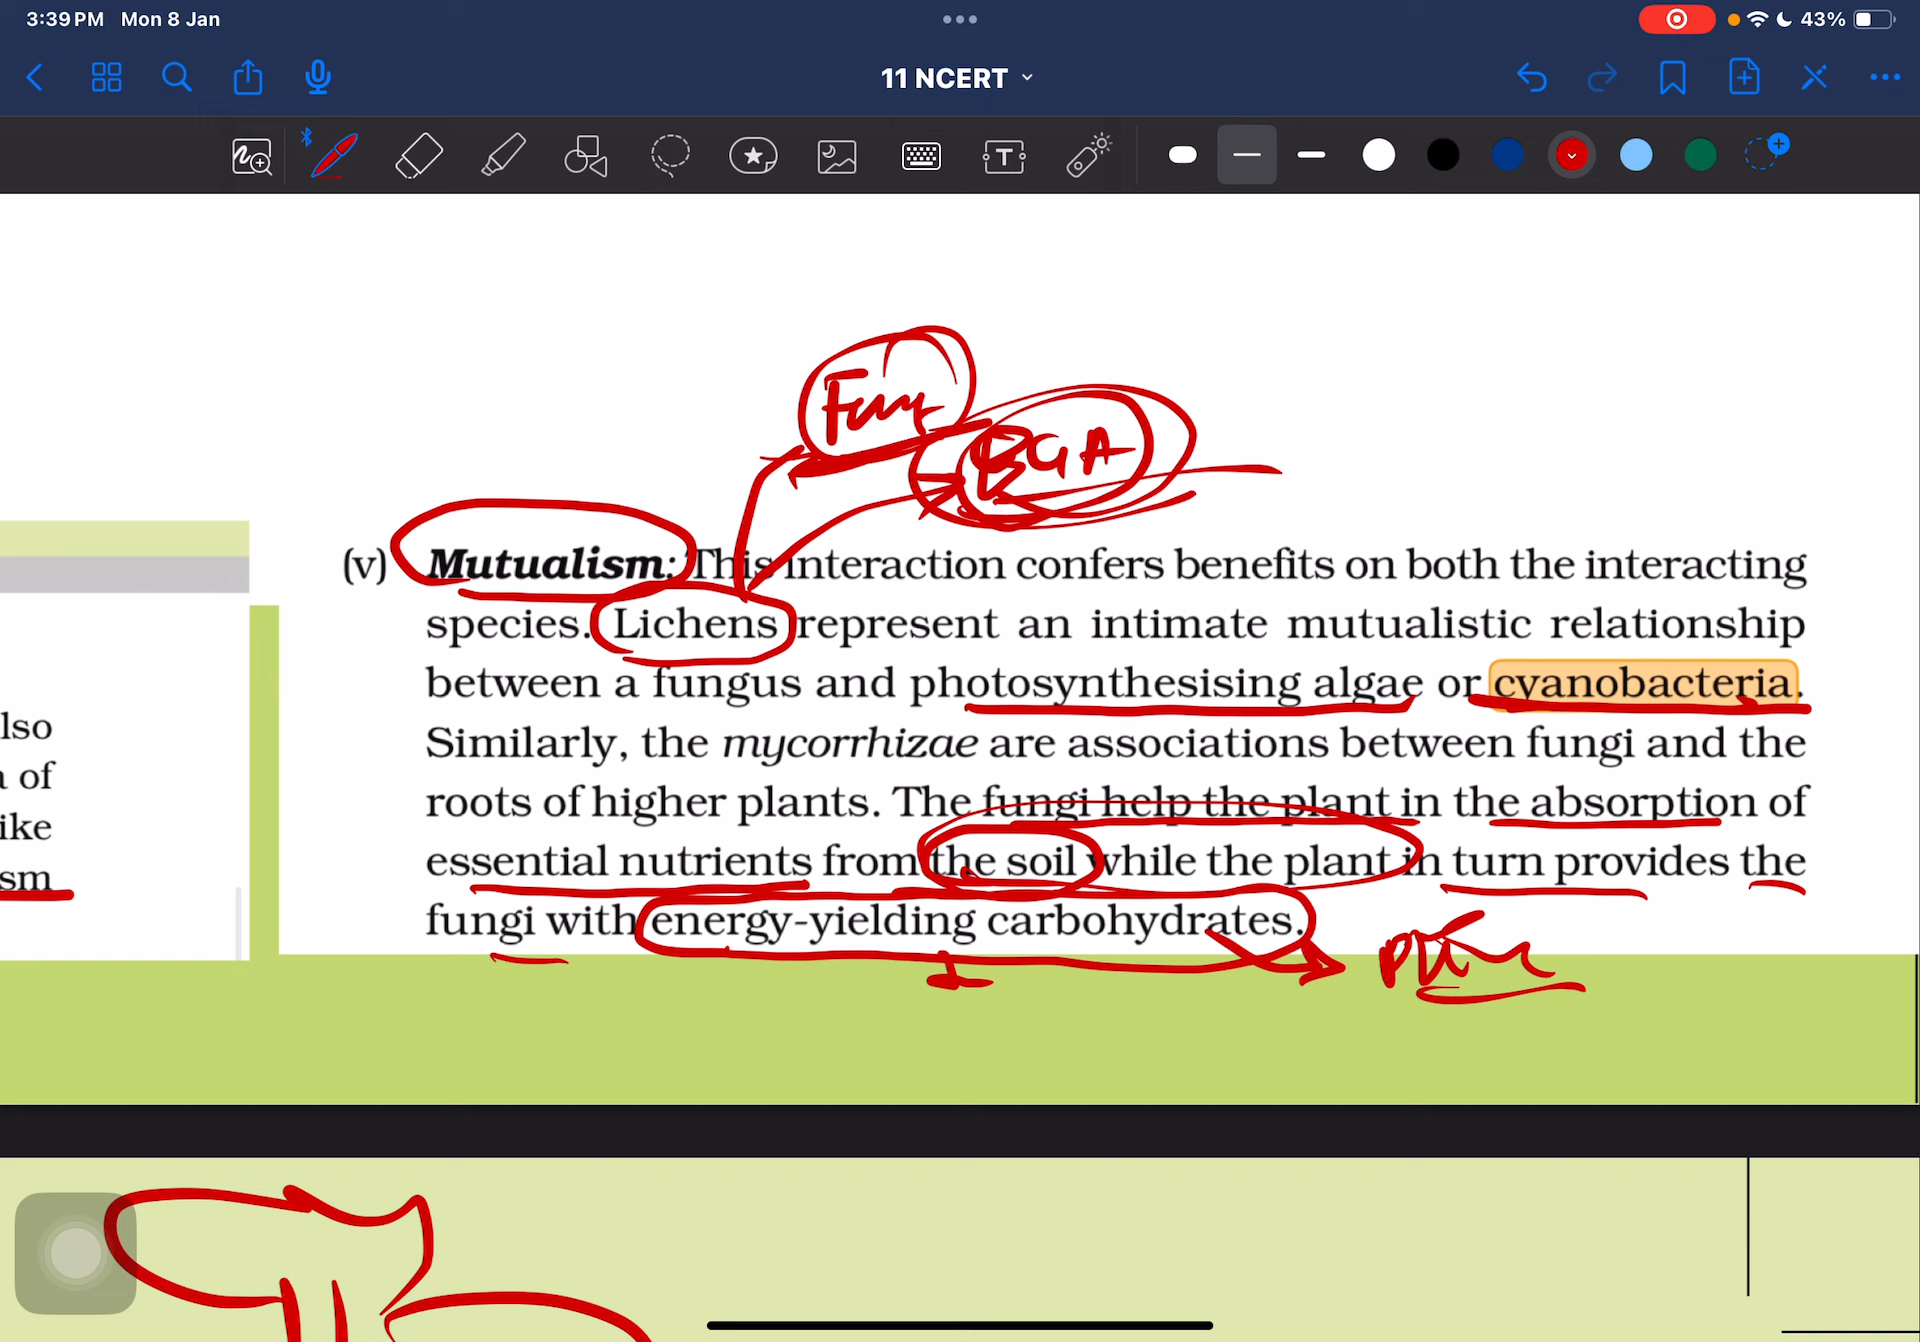 3:39 PM Mon 8 Jan
43%
11 NCERT
T
Fun
BGA
(v) Mutualism: This interaction confers benefits on both the interacting
species. Lichens represent an intimate mutualistic relationship
between a fungus and photosynthesising algae or cyanobacteria.
Similarly, the mycorrhizae are associations between fungi and the
roots of higher plants. The fungi help the plant in the absorption of
essential nutrients from the soil while the plant in turn provides the
fungi with energy-yielding carbohydrates.
lso
of
ike
sm